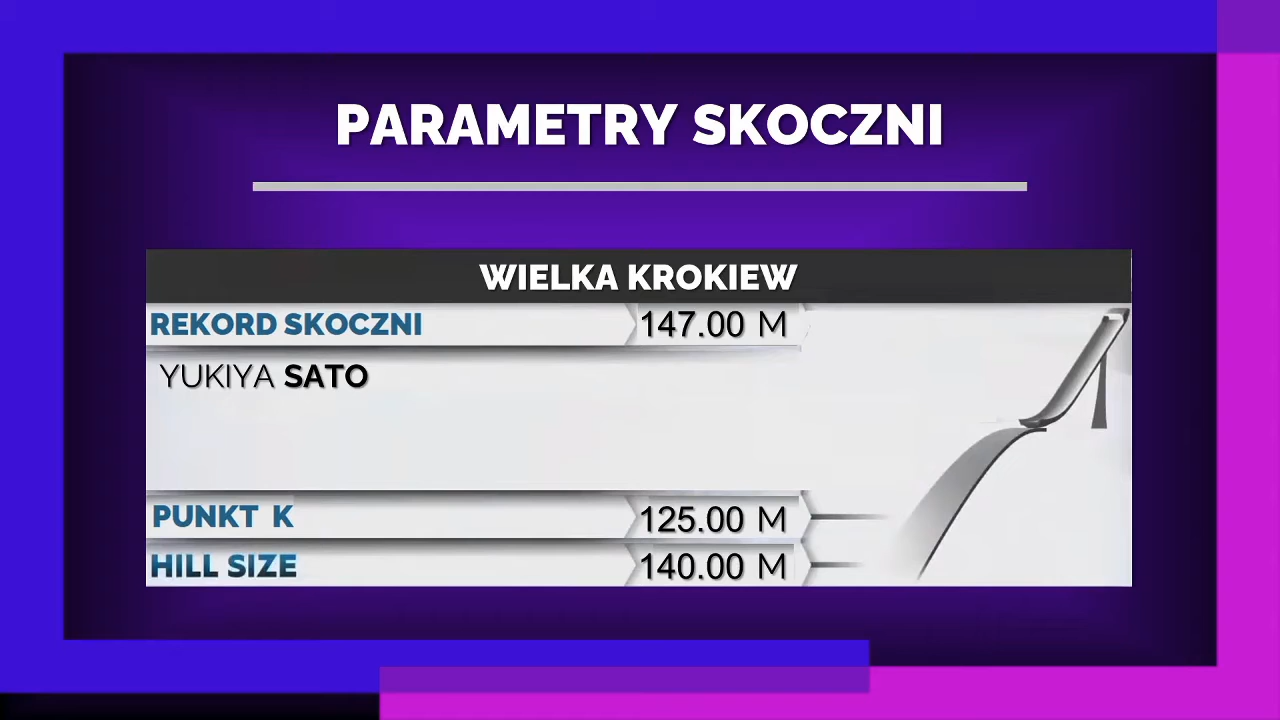 PARAMETRY SKOCZNI
WIELKA KROKIEW
REKORD SKOCZNI 147.00 M
YUKIYA SATO
PUNKT K 125.00 M
HILL SIZE 140.00 M